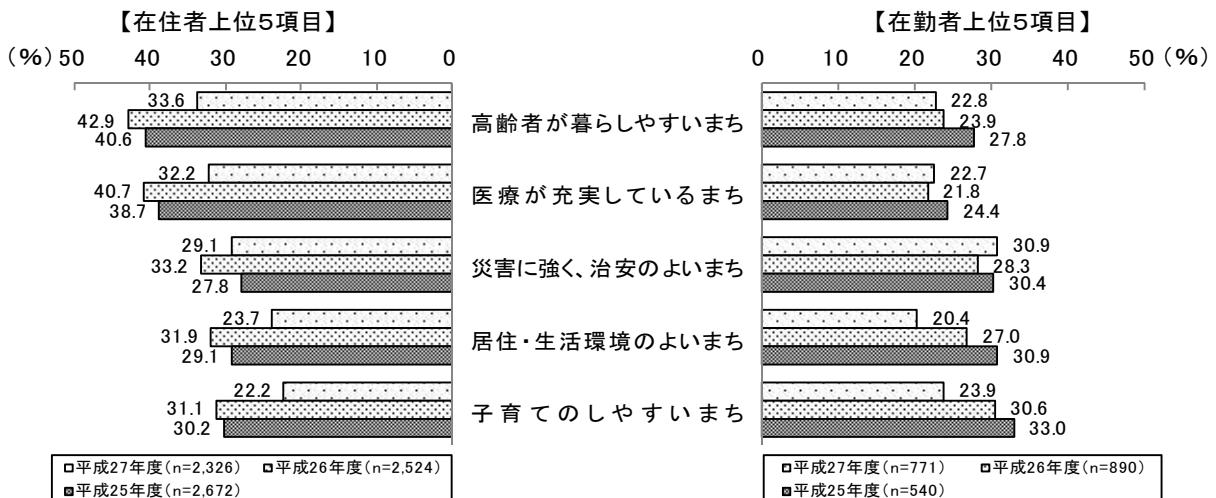 【在住者上位5項目】
【在勤者上位5項目】
(%) 50 40 30 20 10 0
0 10 20 30 40 50 (%)
33.6
42.9
40.6
高齢者が暮らしやすいまち
22.8
23.9
27.8
32.2
40.7
38.7
医療が充実しているまち
22.7
21.8
24.4
29.1
33.2
27.8
災害に強く、治安のよいまち
30.9
28.3
30.4
23.7
31.9
29.1
居住・生活環境のよいまち
20.4
27.0
30.9
22.2
31.1
30.2
子育てのしやすいまち
23.9
30.6
33.0
平成27年度(n=2,326) 平成26年度(n=2,524)
平成25年度(n=2,672)
平成27年度(n=771) 平成26年度(n=890)
平成25年度(n=540)